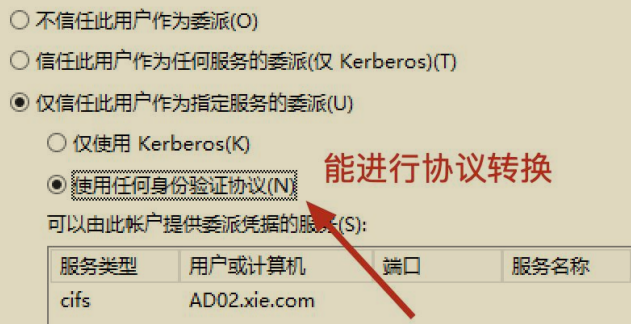 不信任此用户作为委派(O)
信任此用户作为任何服务的委派(仅 Kerberos)(T)
仅信任此用户作为指定服务的委派(U)
仅使用 Kerberos(K)
使用任何身份验证协议(N)
能进行协议转换
可以由此帐户提供委派凭据的服务(S):
服务类型 用户或计算机 端口 服务名称
cifs AD02.xie.com